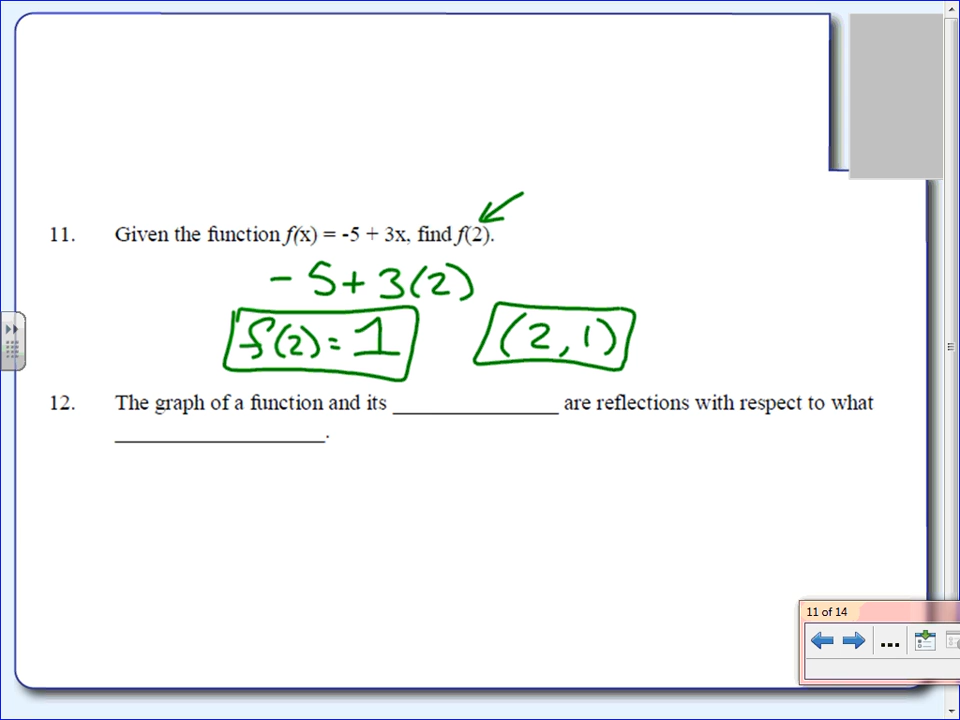 11. Given the function f(x) = -5 + 3x, find f(2).
- 5 + 3(2)
f(2) = 1 (2, 1)
12. The graph of a function and its _______________ are reflections with respect to what
___________________.
11 of 14
...